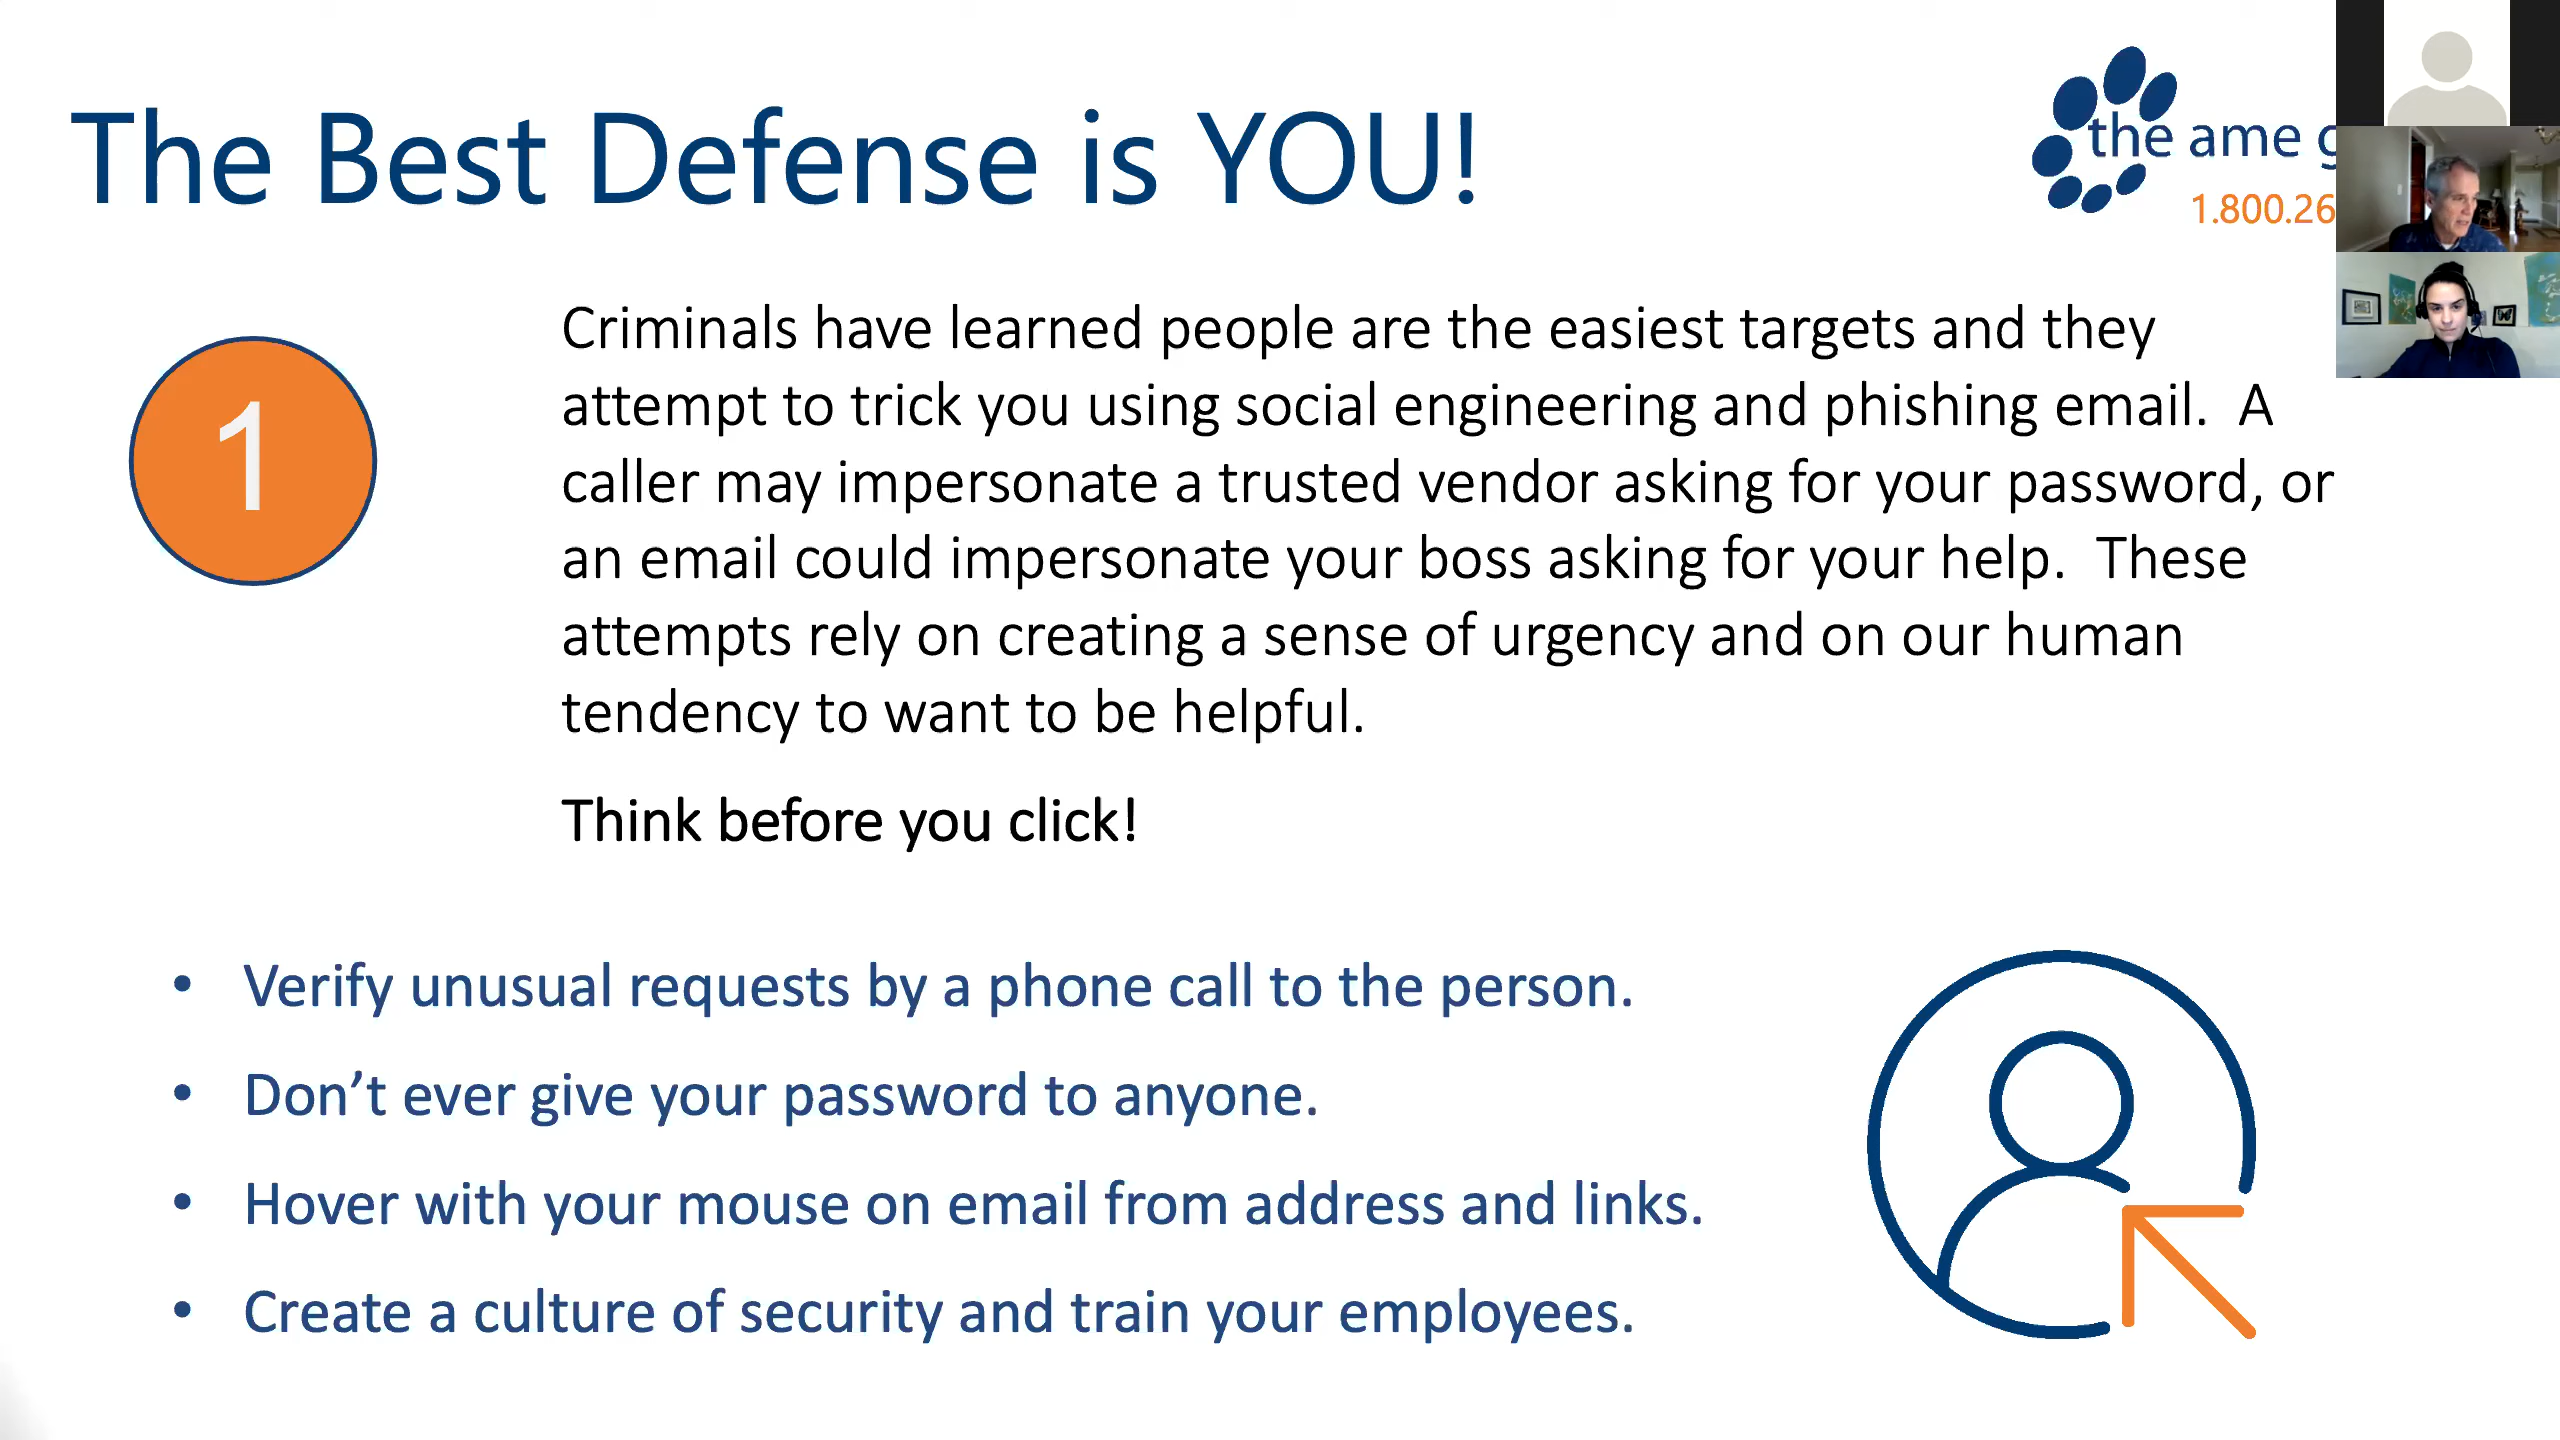 The Best Defense is YOU!
the ame
1.800.26
1
Criminals have learned people are the easiest targets and they
attempt to trick you using social engineering and phishing email.  A
caller may impersonate a trusted vendor asking for your password, or
an email could impersonate your boss asking for your help.  These
attempts rely on creating a sense of urgency and on our human
tendency to want to be helpful.
Think before you click!
• Verify unusual requests by a phone call to the person.
• Don’t ever give your password to anyone.
• Hover with your mouse on email from address and links.
• Create a culture of security and train your employees.